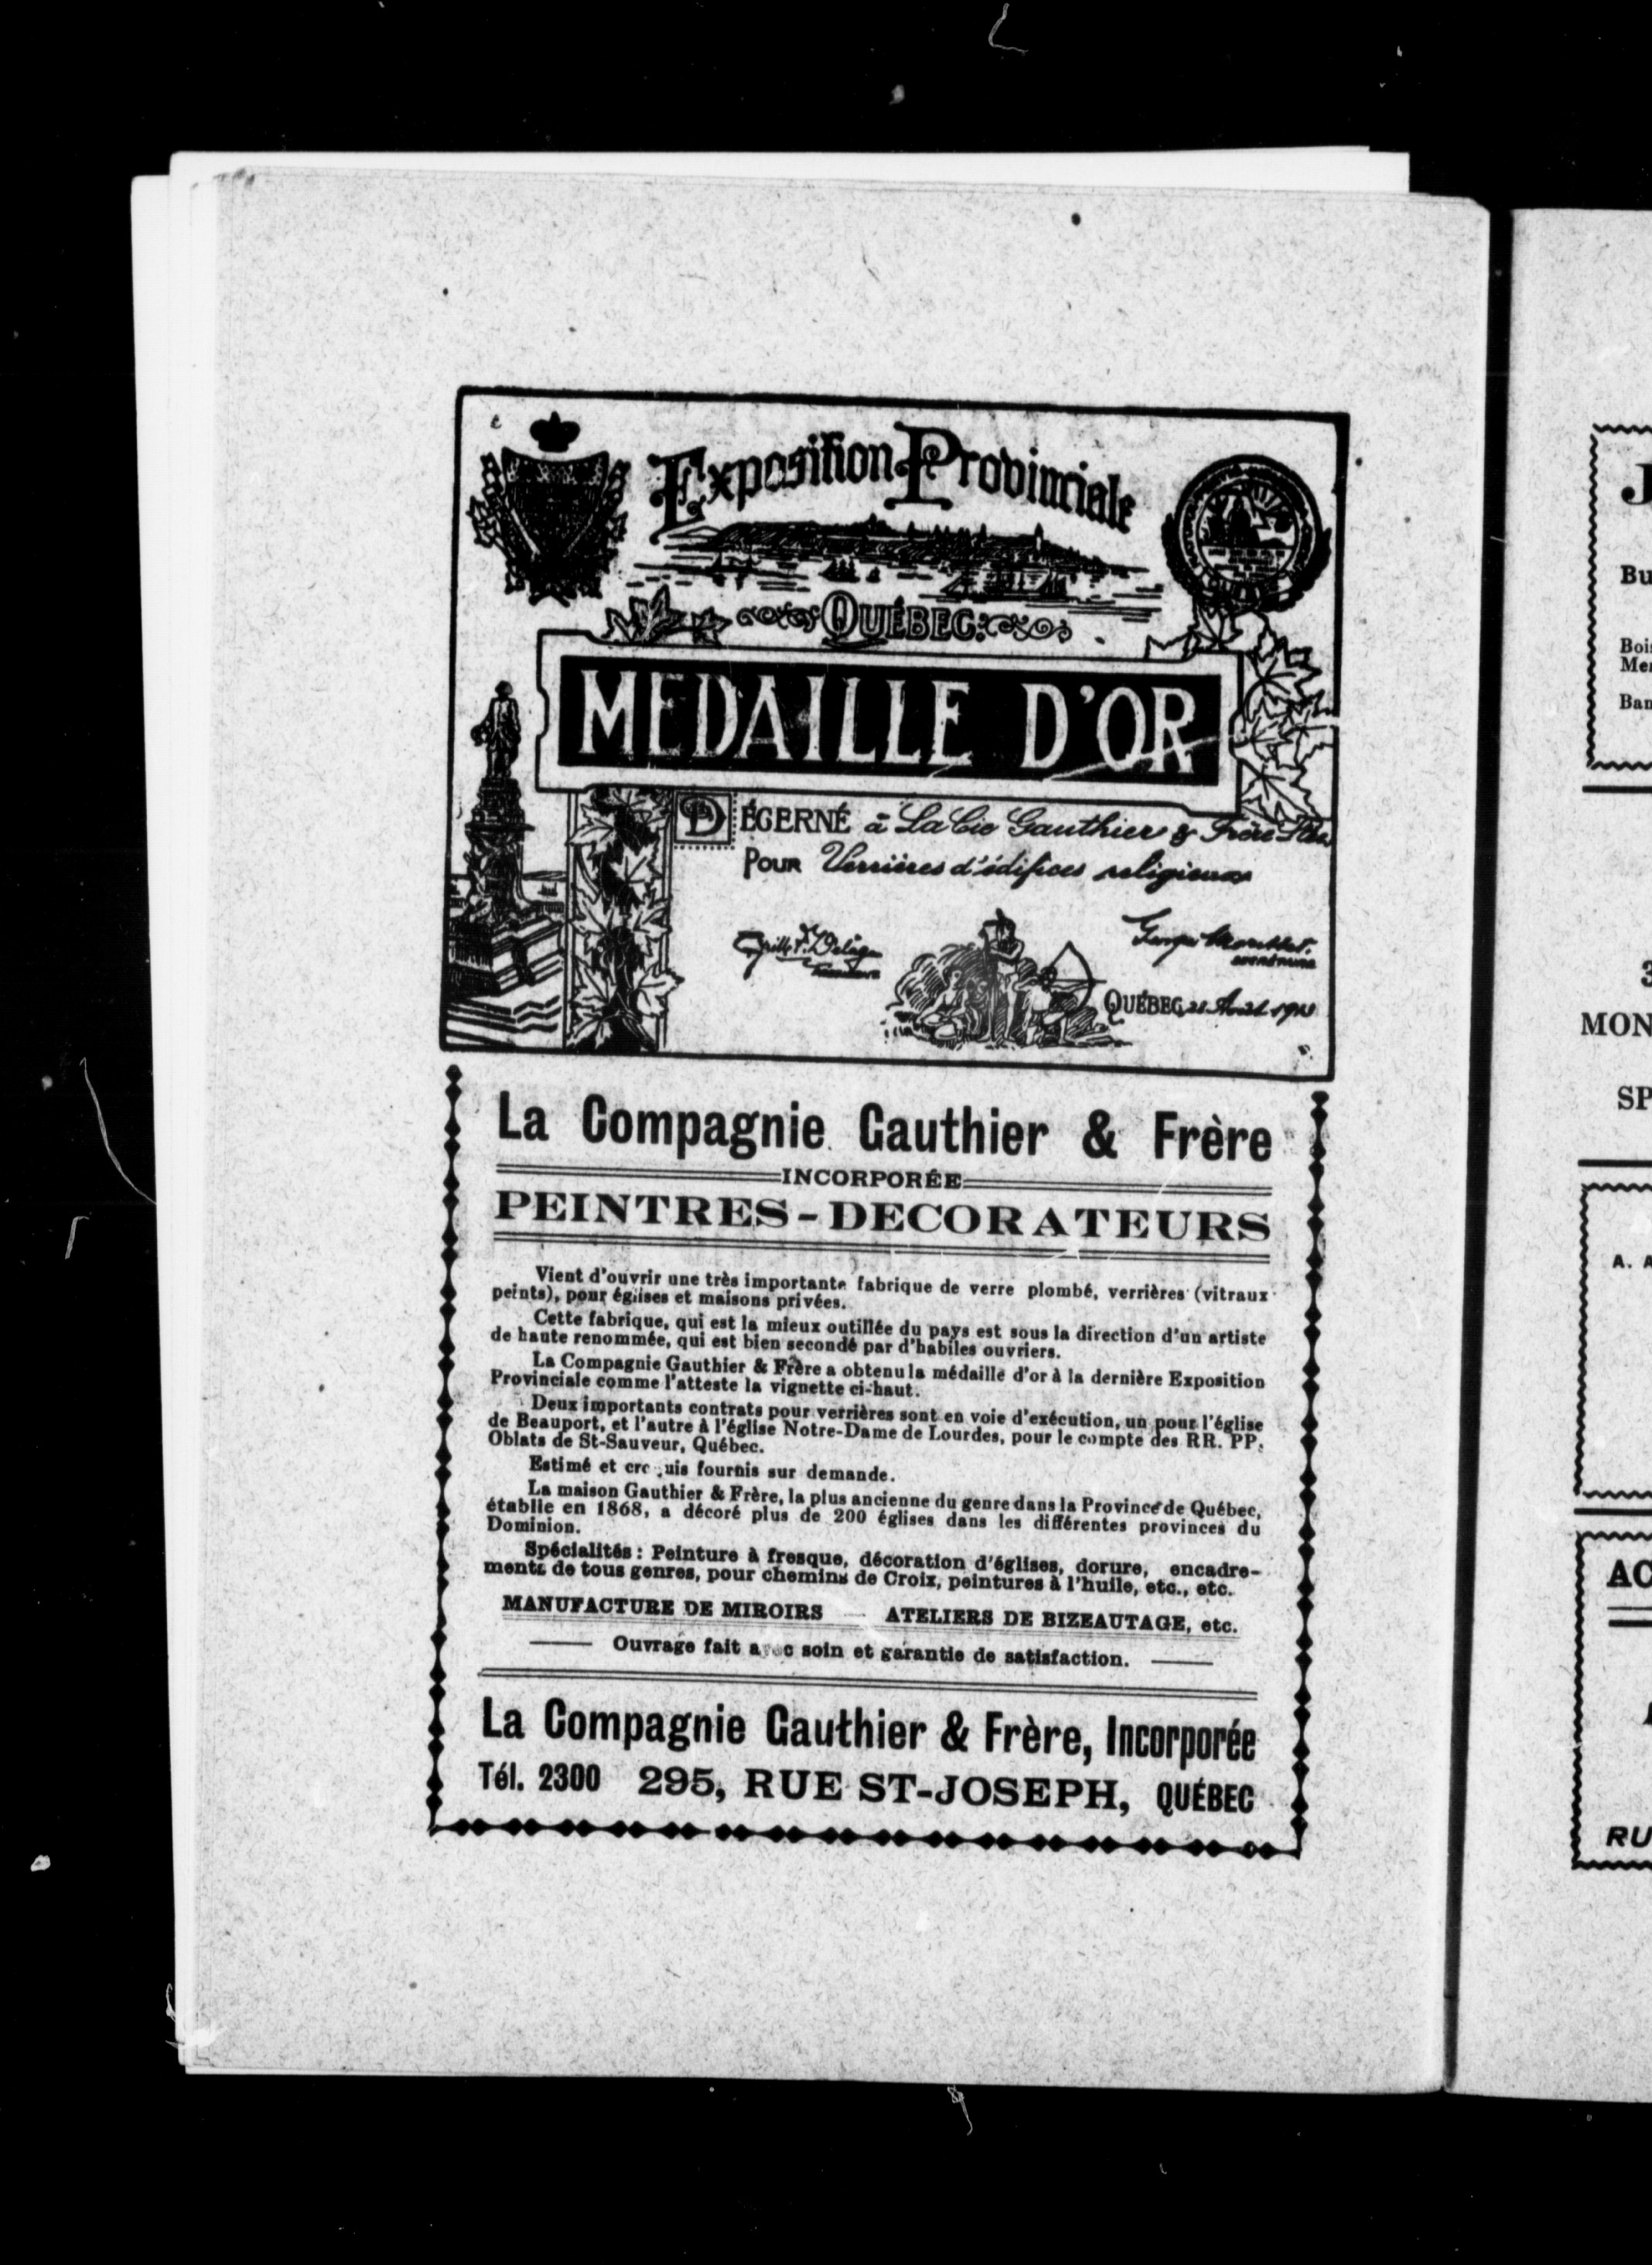 Exposition Provinciale
QUÉBEC
MEDAILLE D'OR
DÉCERNÉ à La Cie Gauthier & Frère
POUR Verrières d'édifices religieux
QUÉBEC, Août
La Compagnie Gauthier & Frère
INCORPORÉE
PEINTRES-DECORATEURS
Vient d'ouvrir une très importante fabrique de verre plombé, verrières (vitraux
peints), pour églises et maisons privées.
Cette fabrique, qui est la mieux outillée du pays est sous la direction d'un artiste
de haute renommée, qui est bien secondé par d'habiles ouvriers.
La Compagnie Gauthier & Frère a obtenu la médaille d'or à la dernière Exposition
Provinciale comme l'atteste la vignette ci-haut.
Deux importants contrats pour verrières sont en voie d'exécution, un pour l'église
de Beauport, et l'autre à l'église Notre-Dame de Lourdes, pour le compte des RR. PP.
Oblats de St-Sauveur, Québec.
Estimé et croquis fournis sur demande.
La maison Gauthier & Frère, la plus ancienne du genre dans la Province de Québec,
établie en 1868, a décoré plus de 200 églises dans les différentes provinces du
Dominion.
Spécialités : Peinture à fresque, décoration d'églises, dorure, encadre-
ments de tous genres, pour chemins de Croix, peintures à l'huile, etc., etc.
MANUFACTURE DE MIROIRS — ATELIERS DE BIZEAUTAGE, etc.
Ouvrage fait avec soin et garantie de satisfaction.
La Compagnie Gauthier & Frère, Incorporée
Tél. 2300 295, RUE ST-JOSEPH, QUÉBEC
J
Bu
Bois
Me
Ban
3
MON
SP
A. A
AC
RU